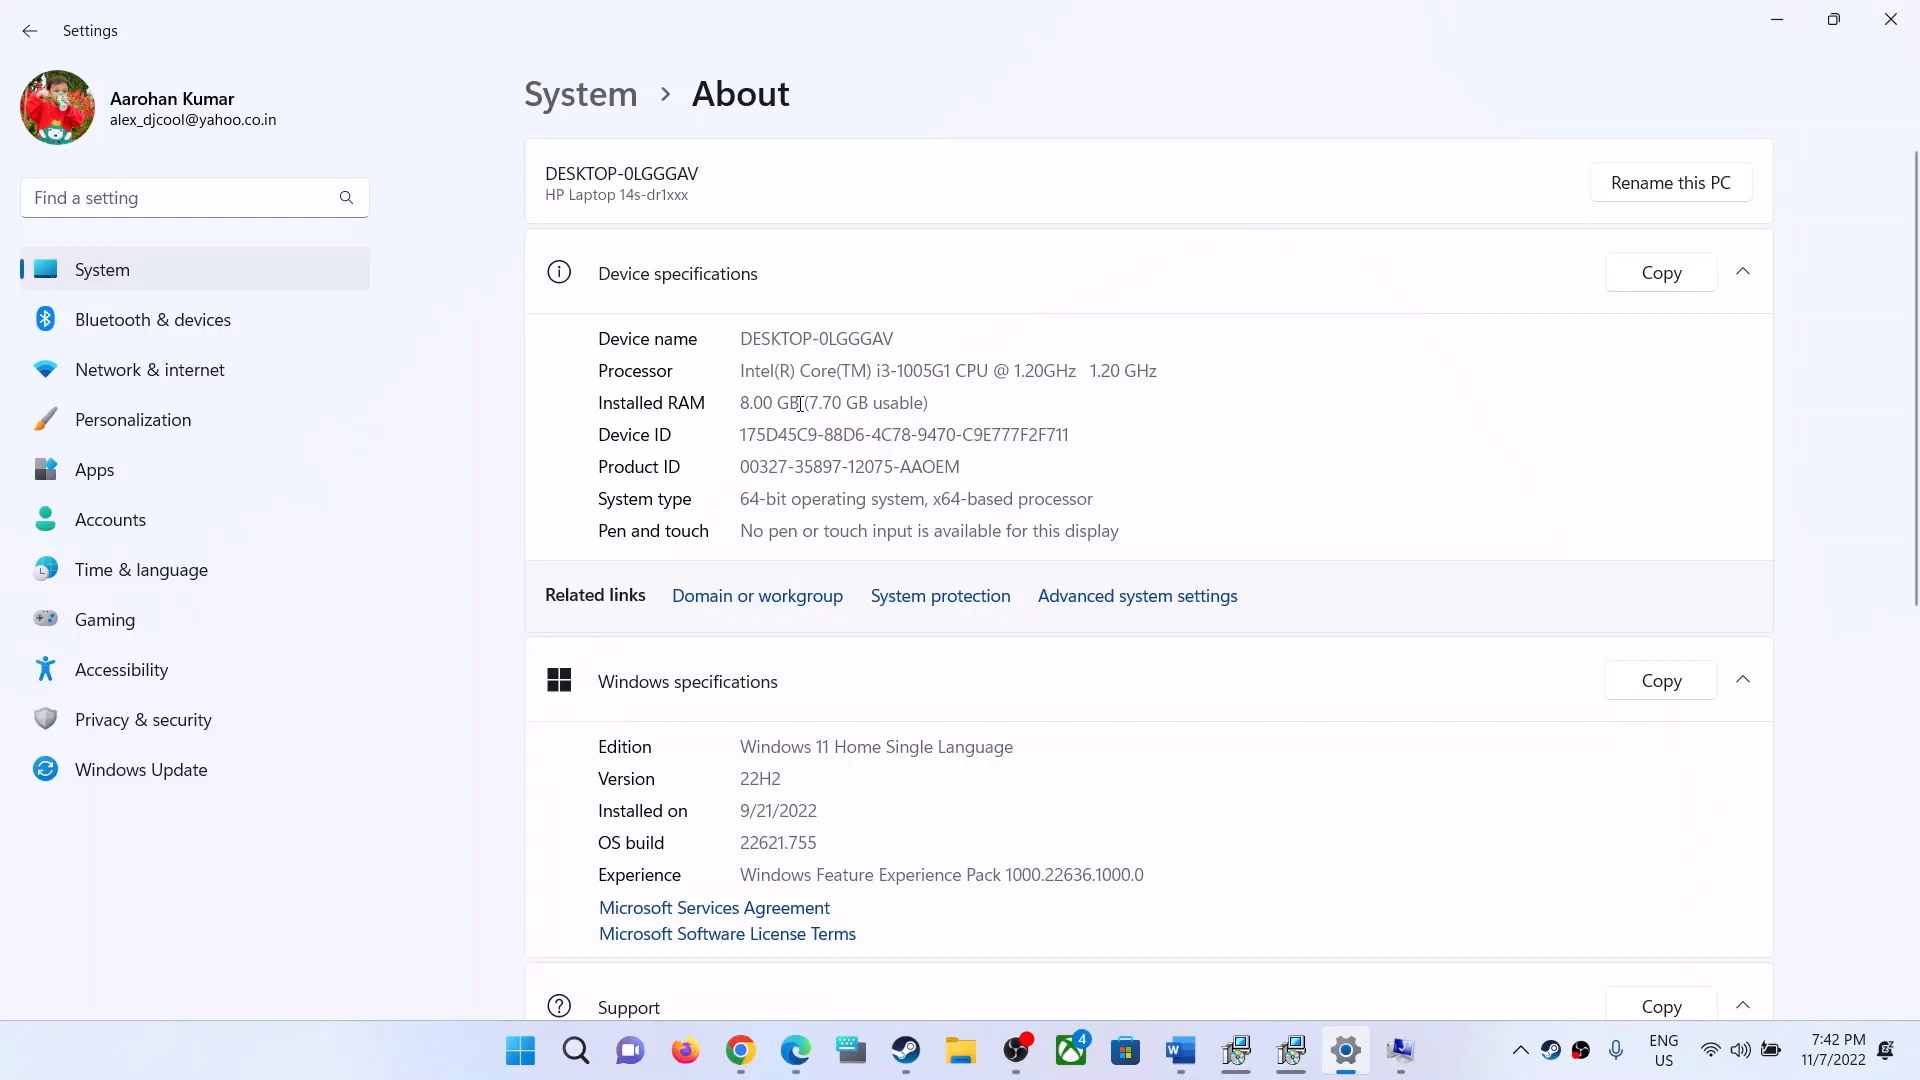 Settings
Aarohan Kumar
alex_djcool@yahoo.co.in
Find a setting
System
Bluetooth & devices
Network & internet
Personalization
Apps
Accounts
Time & language
Gaming
Accessibility
Privacy & security
Windows Update
System > About
DESKTOP-0LGGGAV
HP Laptop 14s-dr1xxx
Rename this PC
Device specifications
Copy
Device name DESKTOP-0LGGGAV
Processor Intel(R) Core(TM) i3-1005G1 CPU @ 1.20GHz 1.20 GHz
Installed RAM 8.00 GB (7.70 GB usable)
Device ID 175D45C9-88D6-4C78-9470-C9E777F2F711
Product ID 00327-35897-12075-AAOEM
System type 64-bit operating system, x64-based processor
Pen and touch No pen or touch input is available for this display
Related links Domain or workgroup System protection Advanced system settings
Windows specifications
Copy
Edition Windows 11 Home Single Language
Version 22H2
Installed on 9/21/2022
OS build 22621.755
Experience Windows Feature Experience Pack 1000.22636.1000.0
Microsoft Services Agreement
Microsoft Software License Terms
Support
Copy
4
ENG
US
7:42 PM
11/7/2022